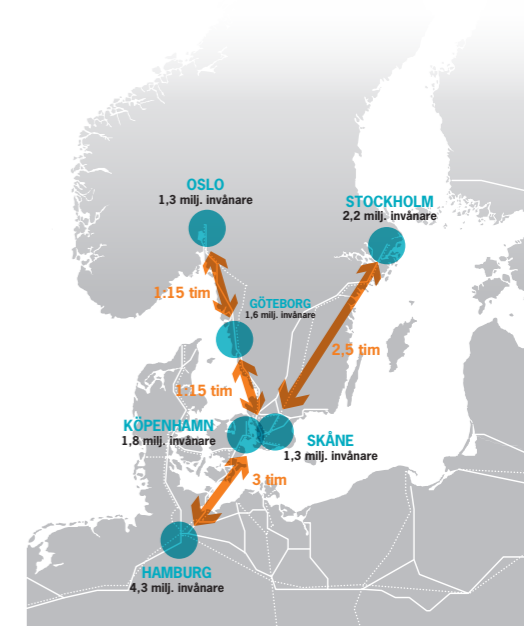 OSLO
1,3 milj. invånare
STOCKHOLM
2,2 milj. invånare
1:15 tim
GÖTEBORG
1,6 milj. invånare
2,5 tim
1:15 tim
KÖPENHAMN
1,8 milj. invånare
SKÅNE
1,3 milj. invånare
3 tim
HAMBURG
4,3 milj. invånare